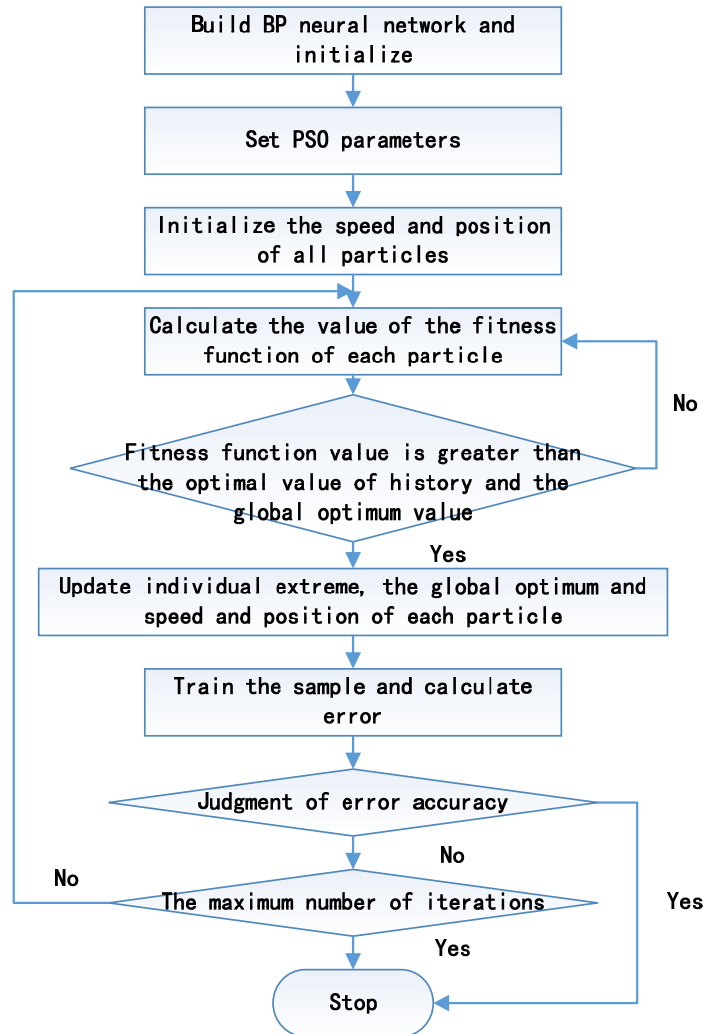 Build BP neural network and
initialize
Set PSO parameters
Initialize the speed and position
of all particles
Calculate the value of the fitness
function of each particle
No
Fitness function value is greater than
the optimal value of history and the
global optimum value
Yes
Update individual extreme, the global optimum and
speed and position of each particle
Train the sample and calculate
error
Judgment of error accuracy
No
No
The maximum number of iterations
Yes
Yes
Stop